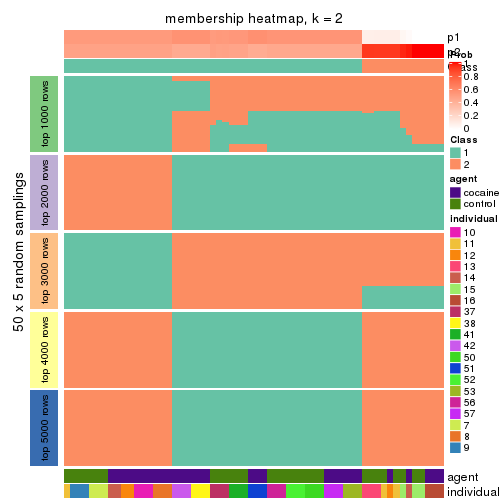 membership heatmap, k = 2
p1
p2
Class
50 x 5 random samplings
top 1000 rows
top 2000 rows
top 3000 rows
top 4000 rows
top 5000 rows
agent
individual
Prob
1
0.8
0.6
0.4
0.2
0
Class
1
2
agent
cocaine
control
individual
10
11
12
13
14
15
16
37
38
41
42
50
51
52
53
56
57
7
8
9